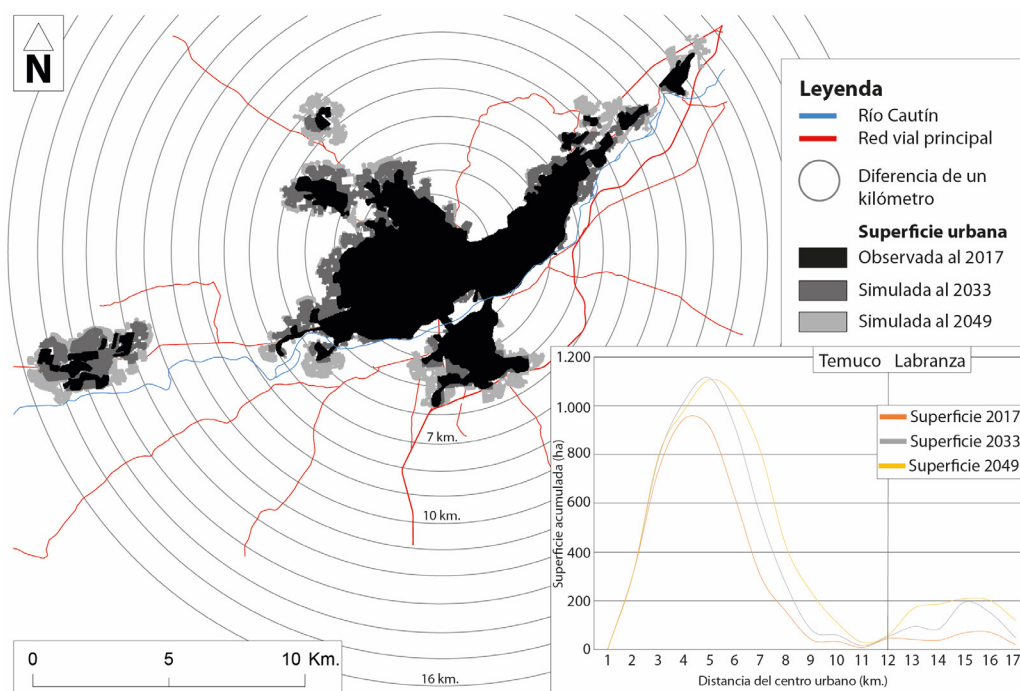 N
Leyenda
Río Cautín
Red vial principal
Diferencia de un
kilómetro
Superficie urbana
Observada al 2017
Simulada al 2033
Simulada al 2049
7 km.
10 km.
16 km.
0 5 10 Km.
Temuco Labranza
Superficie 2017
Superficie 2033
Superficie 2049
Superficie acumulada (ha)
1.200
1.000
800
600
400
200
0
1 2 3 4 5 6 7 8 9 10 11 12 13 14 15 16 17
Distancia del centro urbano (km.)